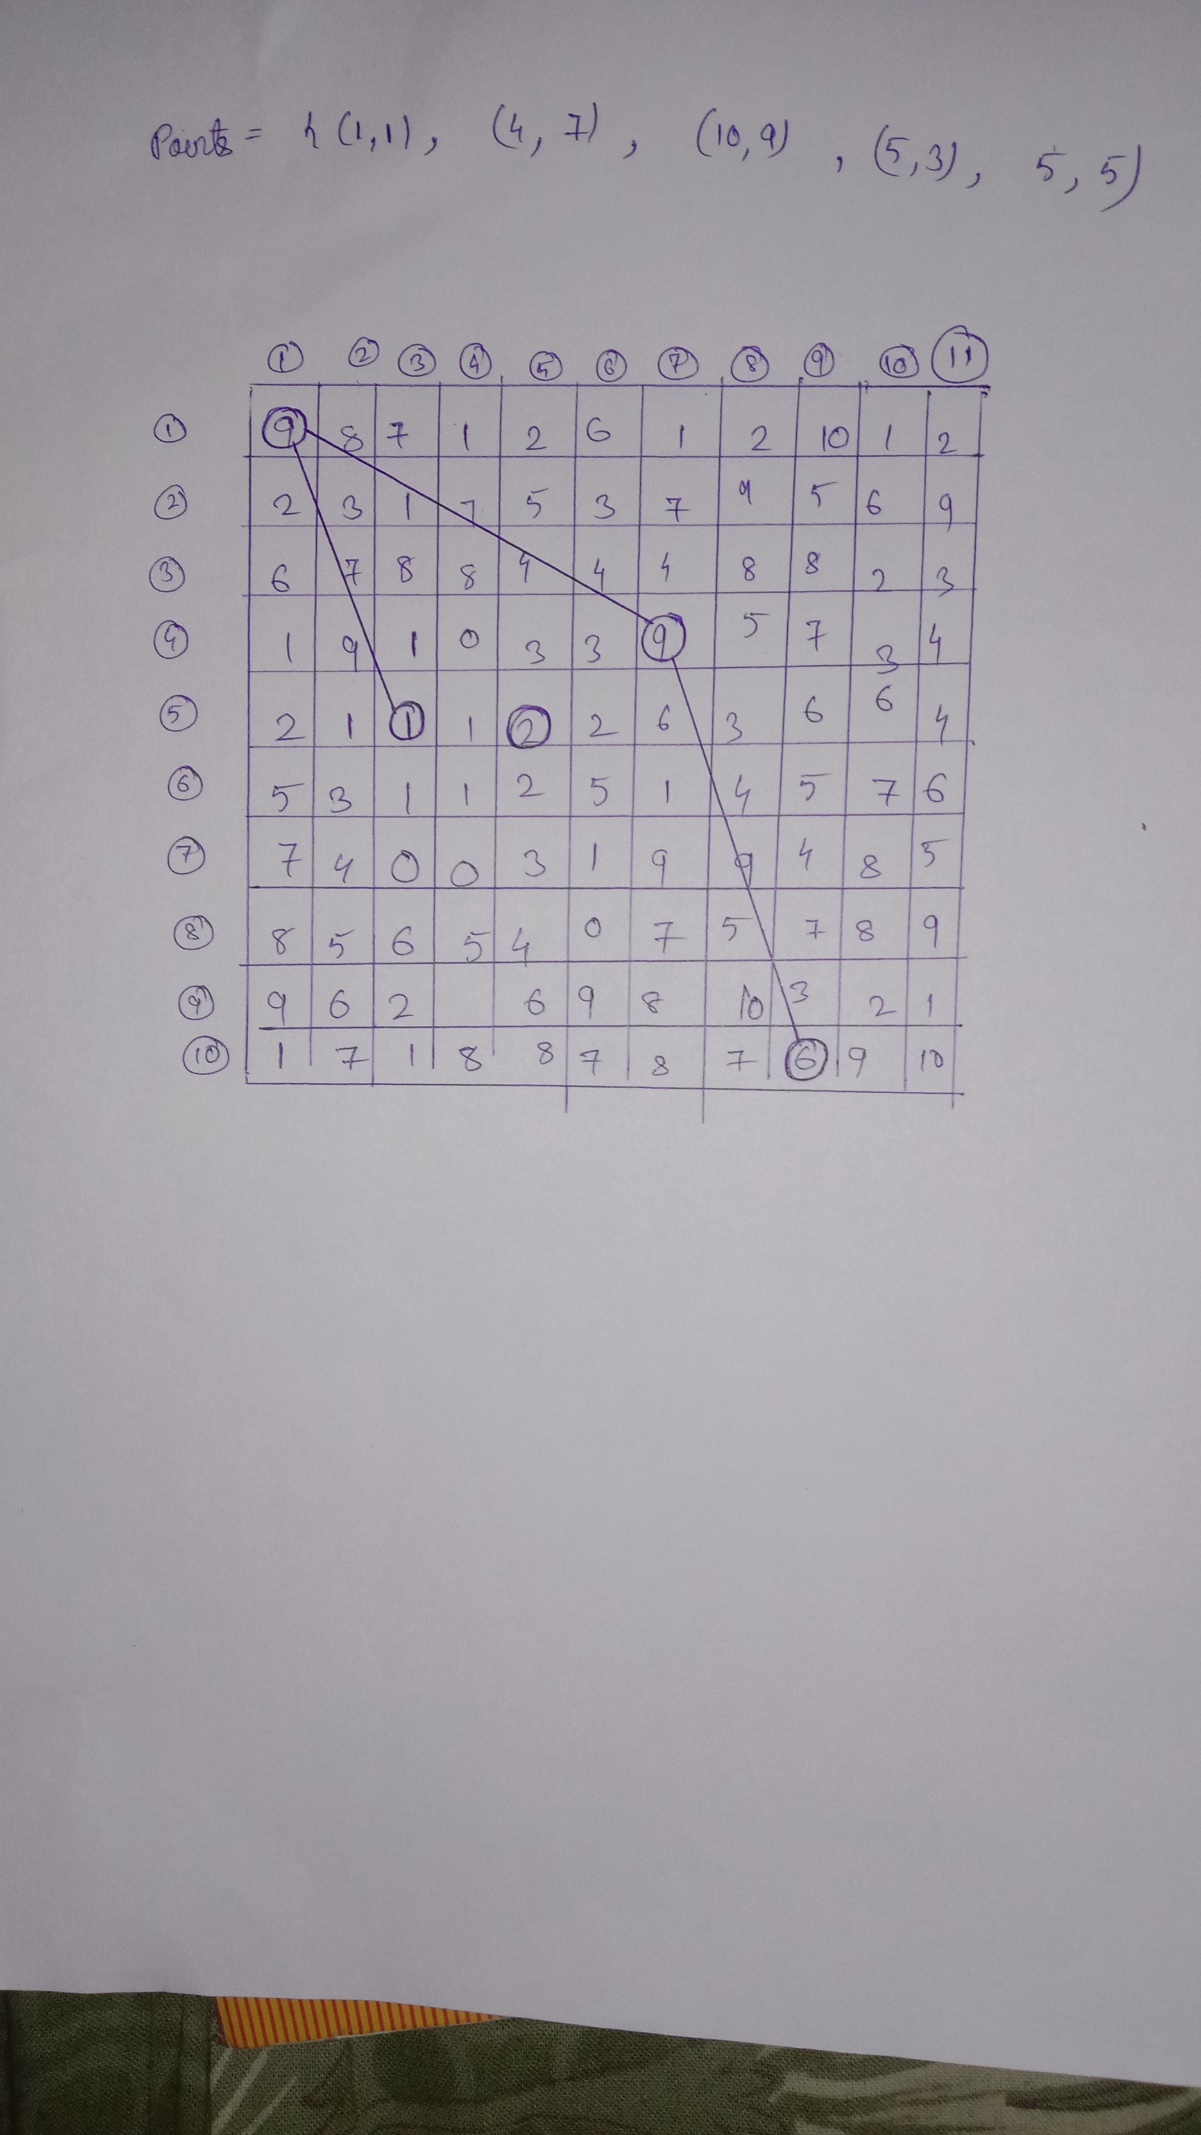 Points = { (1,1), (4, 7), (10,9), (5,3), 5, 5)
1 2 3 4 5 6 7 8 9 10 11
1 9 8 7 1 2 6 1 2 10 1 2
2 2 3 1 7 5 3 7 9 5 6 9
3 6 7 8 8 4 4 4 8 8 2 3
4 1 9 1 0 3 3 9 5 7 3 4
5 2 1 1 1 2 2 6 3 6 6 4
6 5 3 1 1 2 5 1 4 5 7 6
7 7 4 0 0 3 1 9 9 4 8 5
8 8 5 6 5 4 0 7 5 7 8 9
9 9 6 2 6 9 8 10 3 2 1
10 1 7 1 8 8 7 8 7 6 9 10